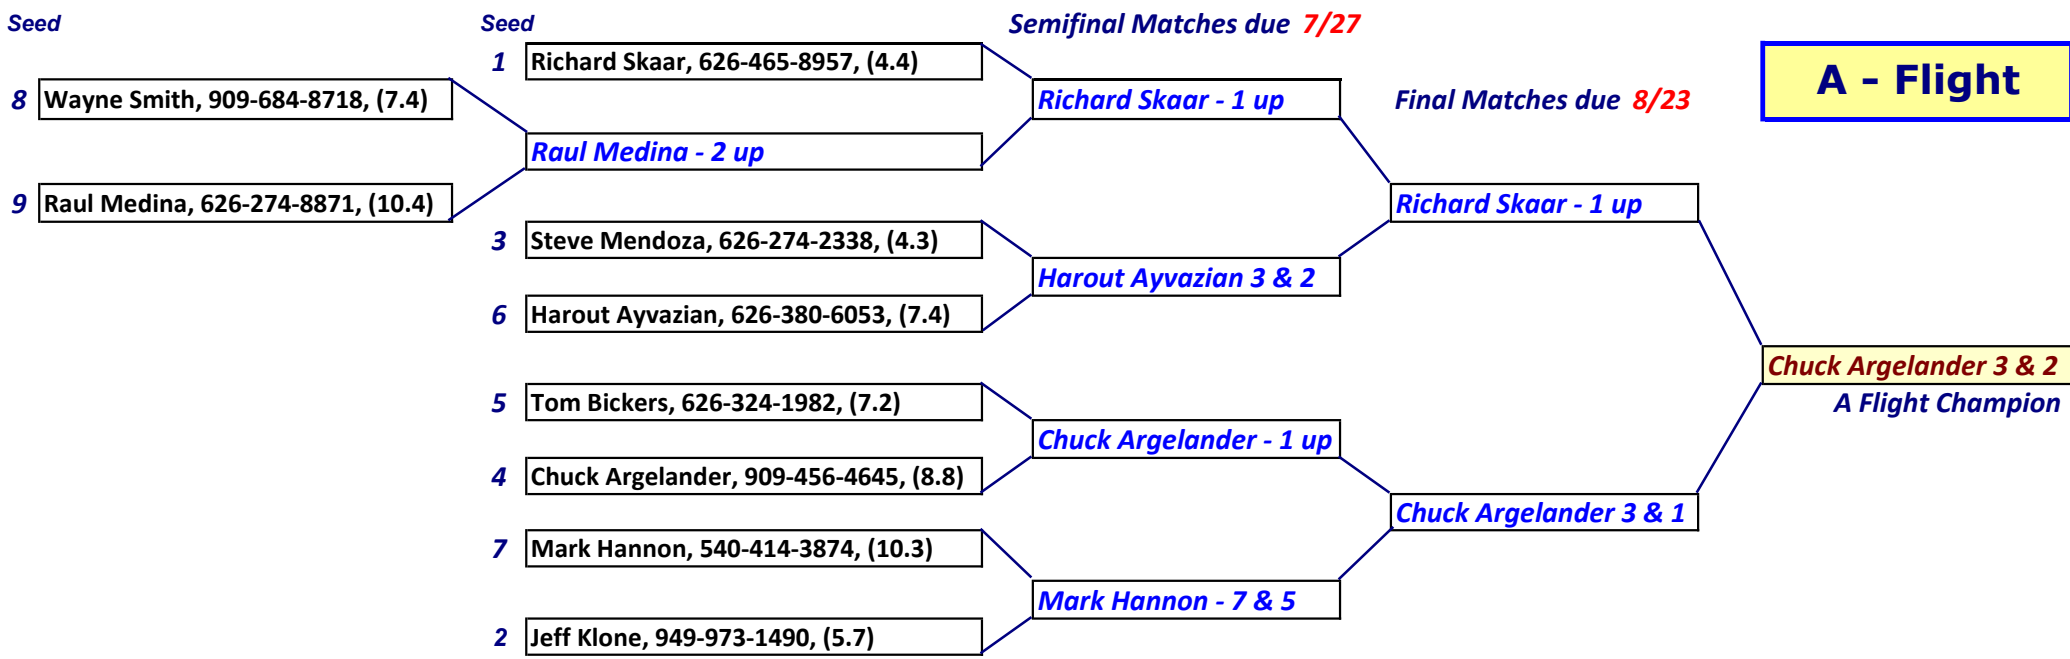 Seed Seed Semifinal Matches due 7/27
1 Richard Skaar, 626-465-8957, (4.4)
A - Flight
8 Wayne Smith, 909-684-8718, (7.4)
Richard Skaar - 1 up
Final Matches due 8/23
Raul Medina - 2 up
9 Raul Medina, 626-274-8871, (10.4)
Richard Skaar - 1 up
3 Steve Mendoza, 626-274-2338, (4.3)
Harout Ayvazian 3 & 2
6 Harout Ayvazian, 626-380-6053, (7.4)
Chuck Argelander 3 & 2
A Flight Champion
5 Tom Bickers, 626-324-1982, (7.2)
Chuck Argelander - 1 up
4 Chuck Argelander, 909-456-4645, (8.8)
Chuck Argelander 3 & 1
7 Mark Hannon, 540-414-3874, (10.3)
Mark Hannon - 7 & 5
2 Jeff Klone, 949-973-1490, (5.7)